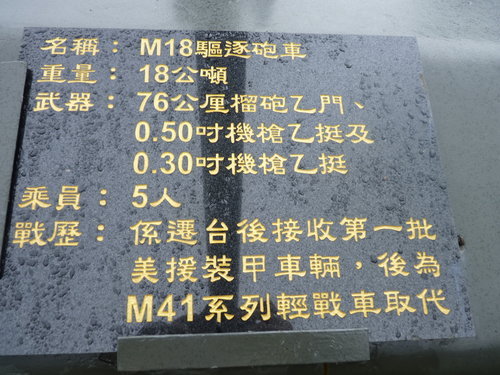 名稱：M18驅逐砲車
重量：18公噸
武器：76公厘榴砲乙門、
0.50吋機槍乙挺及
0.30吋機槍乙挺
乘員：5人
戰歷：係遷台後接收第一批
美援裝甲車輛，後為
M41系列輕戰車取代